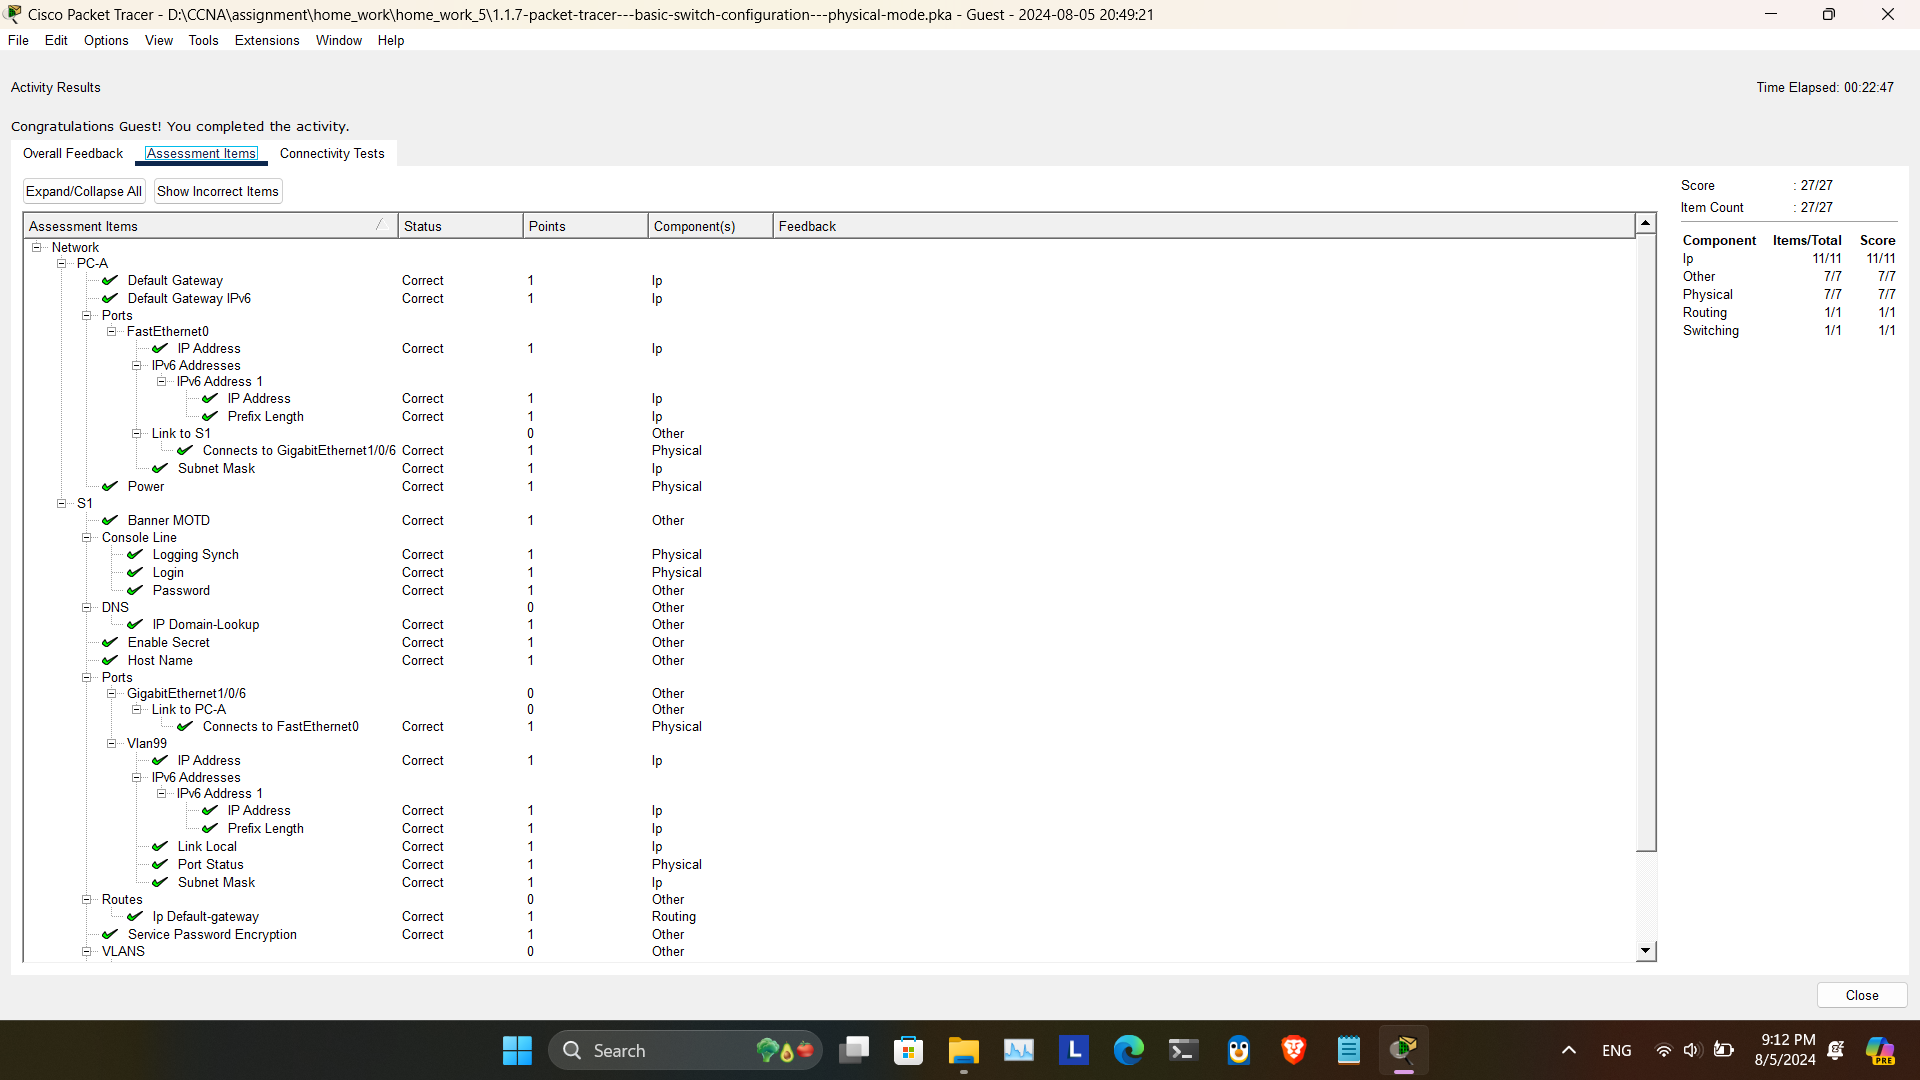 Cisco Packet Tracer - D:\CCNA\assignment\home_work\home_work_5\1.1.7-packet-tracer---basic-switch-configuration---physical-mode.pka - Guest - 2024-08-05 20:49:21
File Edit Options View Tools Extensions Window Help
Activity Results
Time Elapsed: 00:22:47
Congratulations Guest! You completed the activity.
Overall Feedback Assessment Items Connectivity Tests
Expand/Collapse All Show Incorrect Items
Assessment Items Status Points Component(s) Feedback
Network
PC-A
Default Gateway Correct 1 Ip
Default Gateway IPv6 Correct 1 Ip
Ports
FastEthernet0
IP Address Correct 1 Ip
IPv6 Addresses
IPv6 Address 1
IP Address Correct 1 Ip
Prefix Length Correct 1 Ip
Link to S1 0 Other
Connects to GigabitEthernet1/0/6 Correct 1 Physical
Subnet Mask Correct 1 Ip
Power Correct 1 Physical
S1
Banner MOTD Correct 1 Other
Console Line
Logging Synch Correct 1 Physical
Login Correct 1 Physical
Password Correct 1 Other
DNS 0 Other
IP Domain-Lookup Correct 1 Other
Enable Secret Correct 1 Other
Host Name Correct 1 Other
Ports
GigabitEthernet1/0/6 0 Other
Link to PC-A 0 Other
Connects to FastEthernet0 Correct 1 Physical
Vlan99
IP Address Correct 1 Ip
IPv6 Addresses
IPv6 Address 1
IP Address Correct 1 Ip
Prefix Length Correct 1 Ip
Link Local Correct 1 Ip
Port Status Correct 1 Physical
Subnet Mask Correct 1 Ip
Routes 0 Other
Ip Default-gateway Correct 1 Routing
Service Password Encryption Correct 1 Other
VLANS 0 Other
Score : 27/27
Item Count : 27/27
Component Items/Total Score
Ip 11/11 11/11
Other 7/7 7/7
Physical 7/7 7/7
Routing 1/1 1/1
Switching 1/1 1/1
Close
Search
L
ENG
9:12 PM
8/5/2024
PRE